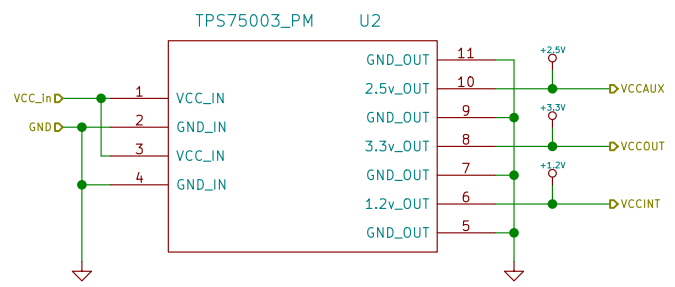 TPS75003_PM U2
VCC_in
GND
1 VCC_IN
2 GND_IN
3 VCC_IN
4 GND_IN
GND_OUT 11
2.5v_OUT 10
GND_OUT 9
3.3v_OUT 8
GND_OUT 7
1.2v_OUT 6
GND_OUT 5
+2.5V
VCCAUX
+3.3V
VCCOUT
+1.2V
VCCINT